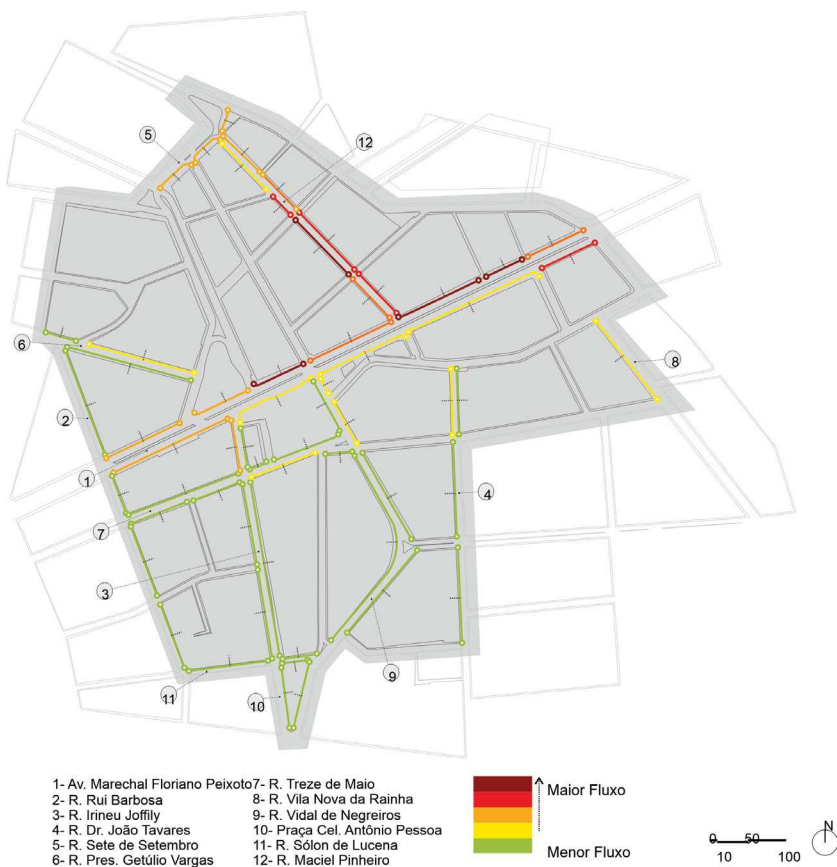 5
12
6
8
2
1
4
7
3
9
11
10
1- Av. Marechal Floriano Peixoto
2- R. Rui Barbosa
3- R. Irineu Joffily
4- R. Dr. João Tavares
5- R. Sete de Setembro
6- R. Pres. Getúlio Vargas
7- R. Treze de Maio
8- R. Vila Nova da Rainha
9- R. Vidal de Negreiros
10- Praça Cel. Antônio Pessoa
11- R. Sólon de Lucena
12- R. Maciel Pinheiro
Maior Fluxo
Menor Fluxo
0 50
10 100
N